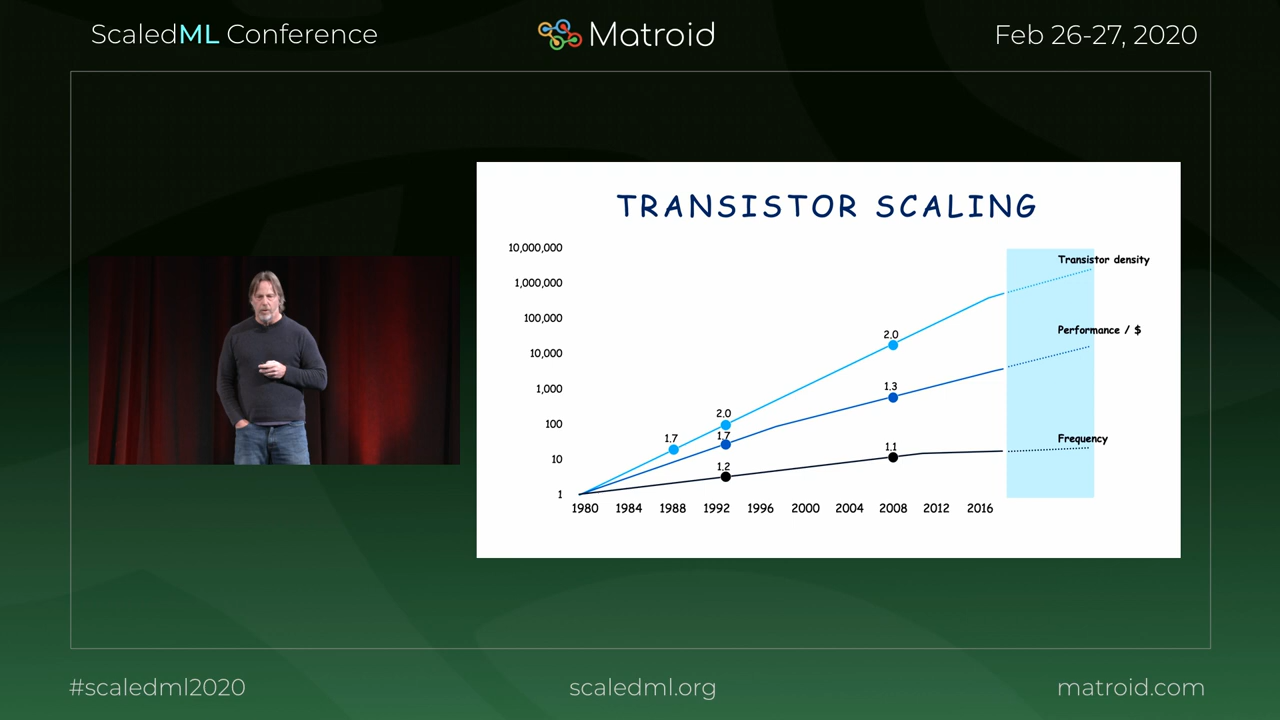 ScaledML Conference
Matroid
Feb 26-27, 2020
TRANSISTOR SCALING
10,000,000
1,000,000
100,000
10,000
1,000
100
10
1
1980 1984 1988 1992 1996 2000 2004 2008 2012 2016
1.7
2.0
2.0
1.7
1.3
1.2
1.1
Transistor density
Performance / $
Frequency
#scaledml2020
scaledml.org
matroid.com